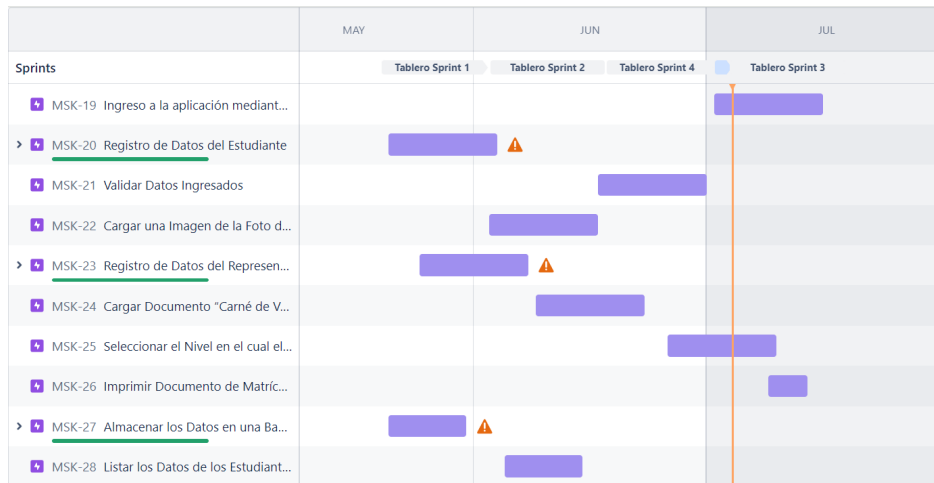 MAY JUN JUL
Sprints Tablero Sprint 1 Tablero Sprint 2 Tablero Sprint 4 Tablero Sprint 3
MSK-19 Ingreso a la aplicación mediant...
MSK-20 Registro de Datos del Estudiante
MSK-21 Validar Datos Ingresados
MSK-22 Cargar una Imagen de la Foto d...
MSK-23 Registro de Datos del Represen...
MSK-24 Cargar Documento “Carné de V...
MSK-25 Seleccionar el Nivel en el cual el...
MSK-26 Imprimir Documento de Matríc...
MSK-27 Almacenar los Datos en una Ba...
MSK-28 Listar los Datos de los Estudiant...